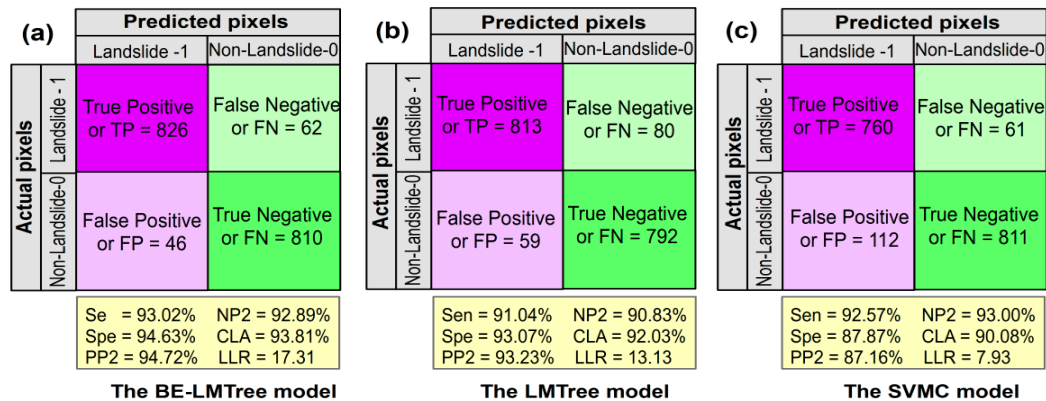 (a)
Predicted pixels
Landslide -1
Non-Landslide-0
Actual pixels
Landslide - 1
Non-Landslide-0
True Positive
or TP = 826
False Negative
or FN = 62
False Positive
or FP = 46
True Negative
or FN = 810
Se = 93.02% NP2 = 92.89%
Spe = 94.63% CLA = 93.81%
PP2 = 94.72% LLR = 17.31
The BE-LMTree model
(b)
Predicted pixels
Landslide -1
Non-Landslide-0
Actual pixels
Landslide - 1
Non-Landslide-0
True Positive
or TP = 813
False Negative
or FN = 80
False Positive
or FP = 59
True Negative
or FN = 792
Sen = 91.04% NP2 = 90.83%
Spe = 93.07% CLA = 92.03%
PP2 = 93.23% LLR = 13.13
The LMTree model
(c)
Predicted pixels
Landslide -1
Non-Landslide-0
Actual pixels
Landslide - 1
Non-Landslide-0
True Positive
or TP = 760
False Negative
or FN = 61
False Positive
or FP = 112
True Negative
or FN = 811
Sen = 92.57% NP2 = 93.00%
Spe = 87.87% CLA = 90.08%
PP2 = 87.16% LLR = 7.93
The SVMC model